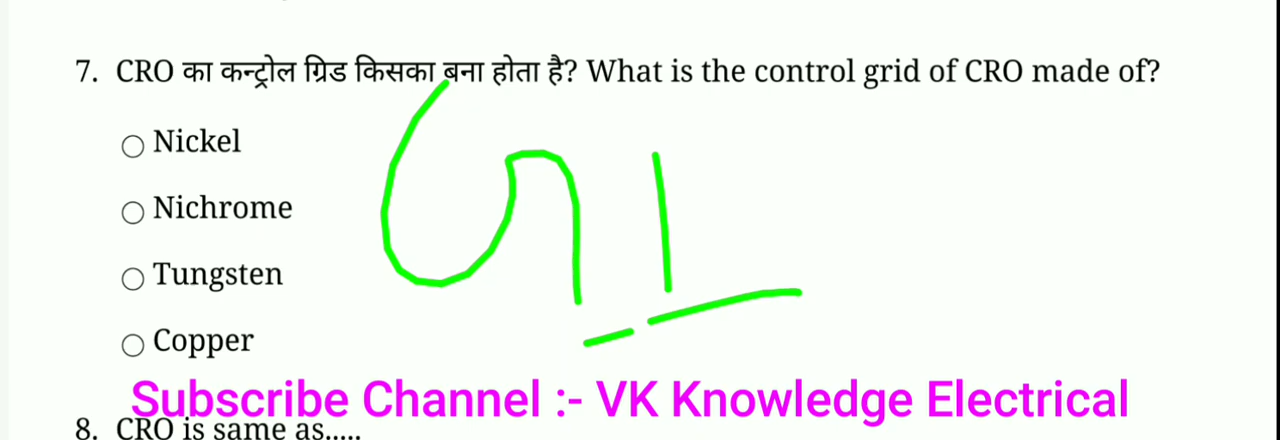 7. CRO का कन्ट्रोल ग्रिड किसका बना होता है? What is the control grid of CRO made of?
Nickel
Nichrome
Tungsten
Copper
Subscribe Channel :- VK Knowledge Electrical
8. CRO is same as.....